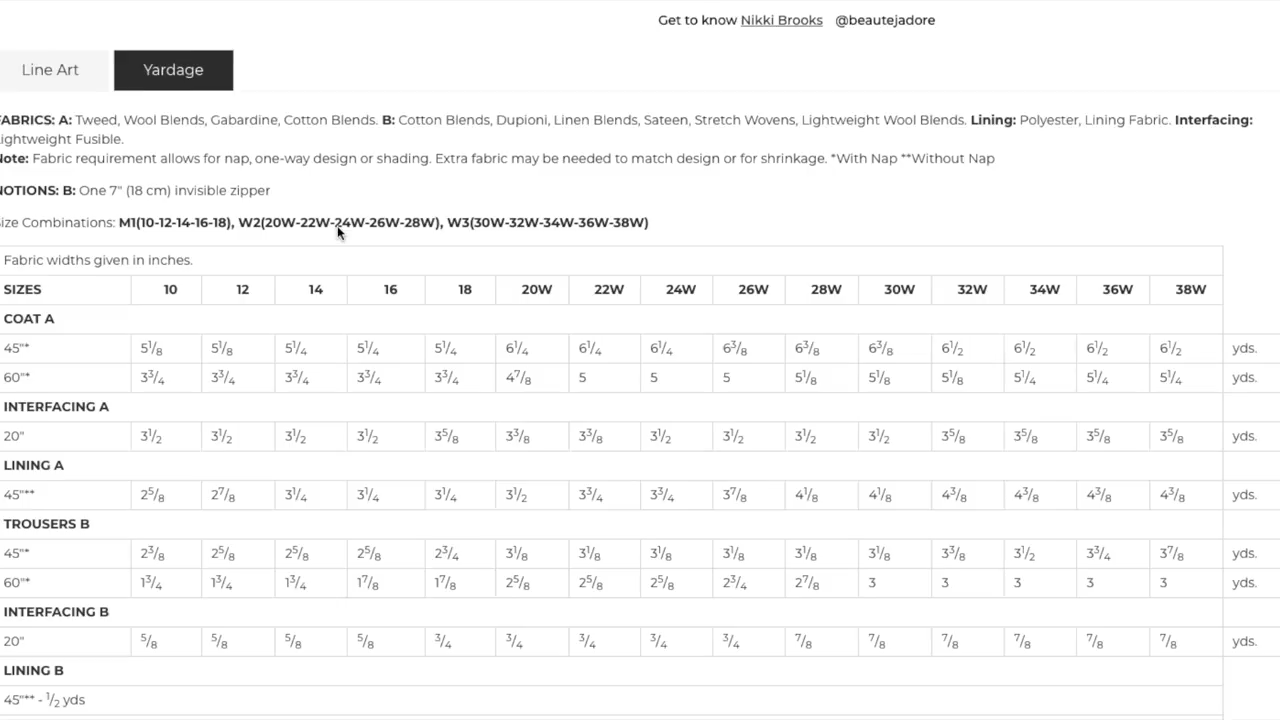 Get to know Nikki Brooks @beautejadore
Line Art Yardage
FABRICS: A: Tweed, Wool Blends, Gabardine, Cotton Blends. B: Cotton Blends, Dupioni, Linen Blends, Sateen, Stretch Wovens, Lightweight Wool Blends. Lining: Polyester, Lining Fabric. Interfacing:
Lightweight Fusible.
Note: Fabric requirement allows for nap, one-way design or shading. Extra fabric may be needed to match design or for shrinkage. *With Nap **Without Nap
NOTIONS: B: One 7" (18 cm) invisible zipper
Size Combinations: M1(10-12-14-16-18), W2(20W-22W-24W-26W-28W), W3(30W-32W-34W-36W-38W)
Fabric widths given in inches.
SIZES 10 12 14 16 18 20W 22W 24W 26W 28W 30W 32W 34W 36W 38W
COAT A
45"* 5 1/8 5 1/8 5 1/4 5 1/4 5 1/4 6 1/4 6 1/4 6 1/4 6 3/8 6 3/8 6 3/8 6 1/2 6 1/2 6 1/2 6 1/2 yds.
60"* 3 3/4 3 3/4 3 3/4 3 3/4 3 3/4 4 7/8 5 5 5 5 1/8 5 1/8 5 1/8 5 1/4 5 1/4 5 1/4 yds.
INTERFACING A
20" 3 1/2 3 1/2 3 1/2 3 1/2 3 5/8 3 3/8 3 3/8 3 1/2 3 1/2 3 1/2 3 1/2 3 5/8 3 5/8 3 5/8 3 5/8 yds.
LINING A
45"** 2 5/8 2 7/8 3 1/4 3 1/4 3 1/4 3 1/2 3 3/4 3 3/4 3 7/8 4 1/8 4 1/8 4 3/8 4 3/8 4 3/8 4 3/8 yds.
TROUSERS B
45"* 2 3/8 2 5/8 2 5/8 2 5/8 2 3/4 3 1/8 3 1/8 3 1/8 3 1/8 3 1/8 3 1/8 3 3/8 3 1/2 3 3/4 3 7/8 yds.
60"* 1 3/4 1 3/4 1 3/4 1 7/8 1 7/8 2 5/8 2 5/8 2 5/8 2 3/4 2 7/8 3 3 3 3 3 yds.
INTERFACING B
20" 5/8 5/8 5/8 5/8 3/4 3/4 3/4 3/4 3/4 7/8 7/8 7/8 7/8 7/8 7/8 yds.
LINING B
45"** - 1/2 yds